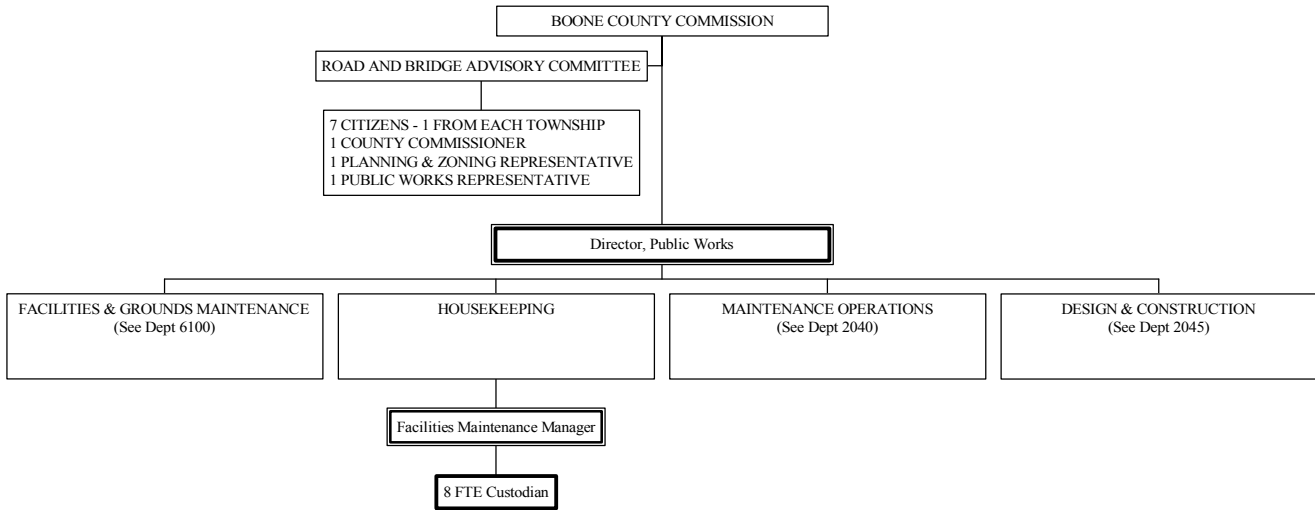 BOONE COUNTY COMMISSION
ROAD AND BRIDGE ADVISORY COMMITTEE
7 CITIZENS - 1 FROM EACH TOWNSHIP
1 COUNTY COMMISSIONER
1 PLANNING & ZONING REPRESENTATIVE
1 PUBLIC WORKS REPRESENTATIVE
Director, Public Works
FACILITIES & GROUNDS MAINTENANCE
(See Dept 6100)
HOUSEKEEPING
MAINTENANCE OPERATIONS
(See Dept 2040)
DESIGN & CONSTRUCTION
(See Dept 2045)
Facilities Maintenance Manager
8 FTE Custodian